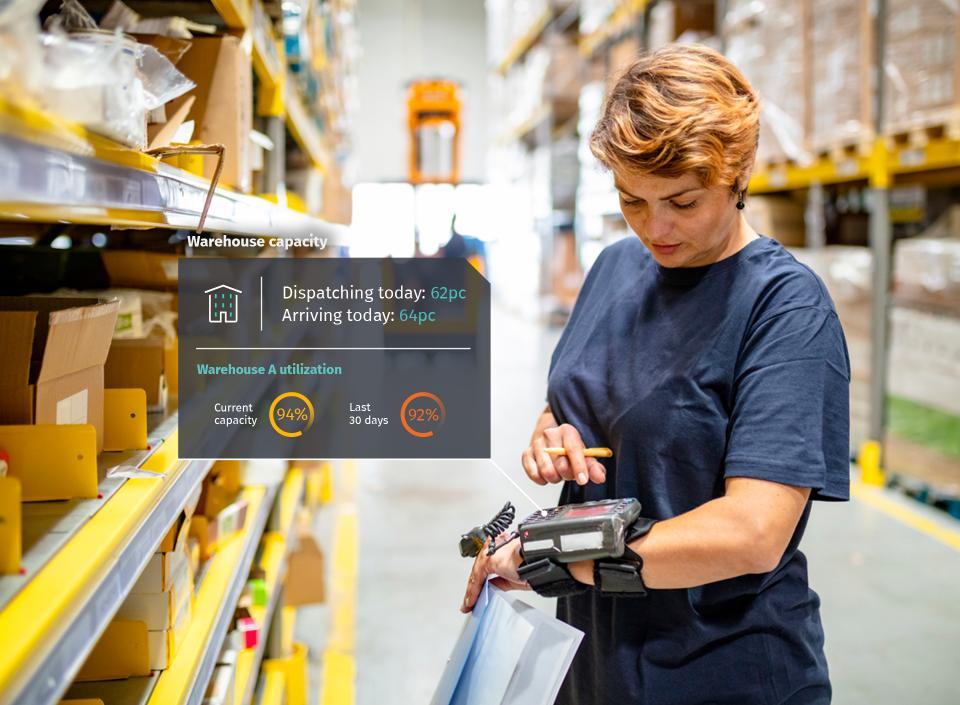 Warehouse capacity
Dispatching today: 62pc
Arriving today: 64pc
Warehouse A utilization
Current
capacity
94%
Last
30 days
92%